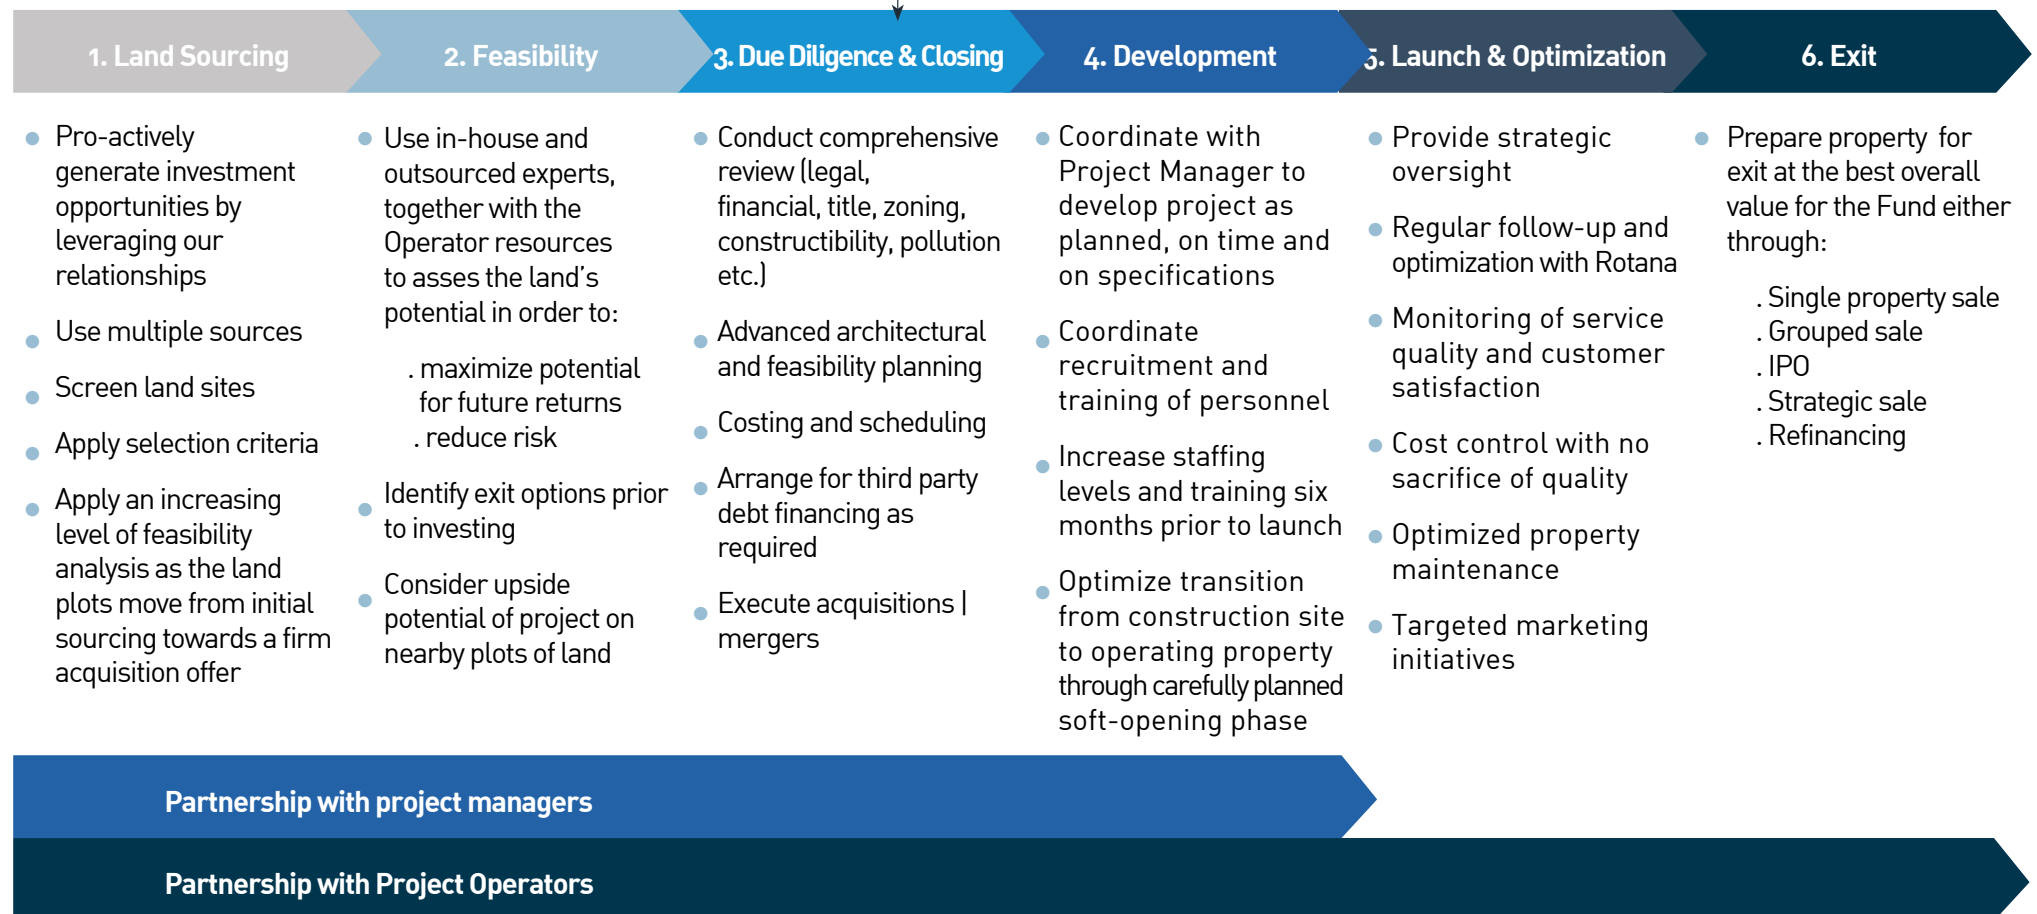 1. Land Sourcing
2. Feasibility
3. Due Diligence & Closing
4. Development
5. Launch & Optimization
6. Exit
Pro-actively
generate investment
opportunities by
leveraging our
relationships
Use multiple sources
Screen land sites
Apply selection criteria
Apply an increasing
level of feasibility
analysis as the land
plots move from initial
sourcing towards a firm
acquisition offer
Use in-house and
outsourced experts,
together with the
Operator resources
to asses the land's
potential in order to:
. maximize potential
for future returns
. reduce risk
Identify exit options prior
to investing
Consider upside
potential of project on
nearby plots of land
Conduct comprehensive
review (legal,
financial, title, zoning,
constructibility, pollution
etc.)
Advanced architectural
and feasibility planning
Costing and scheduling
Arrange for third party
debt financing as
required
Execute acquisitions |
mergers
Coordinate with
Project Manager to
develop project as
planned, on time and
on specifications
Coordinate
recruitment and
training of personnel
Increase staffing
levels and training six
months prior to launch
Optimize transition
from construction site
to operating property
through carefully planned
soft-opening phase
Provide strategic
oversight
Regular follow-up and
optimization with Rotana
Monitoring of service
quality and customer
satisfaction
Cost control with no
sacrifice of quality
Optimized property
maintenance
Targeted marketing
initiatives
Prepare property for
exit at the best overall
value for the Fund either
through:
. Single property sale
. Grouped sale
. IPO
. Strategic sale
. Refinancing
Partnership with project managers
Partnership with Project Operators